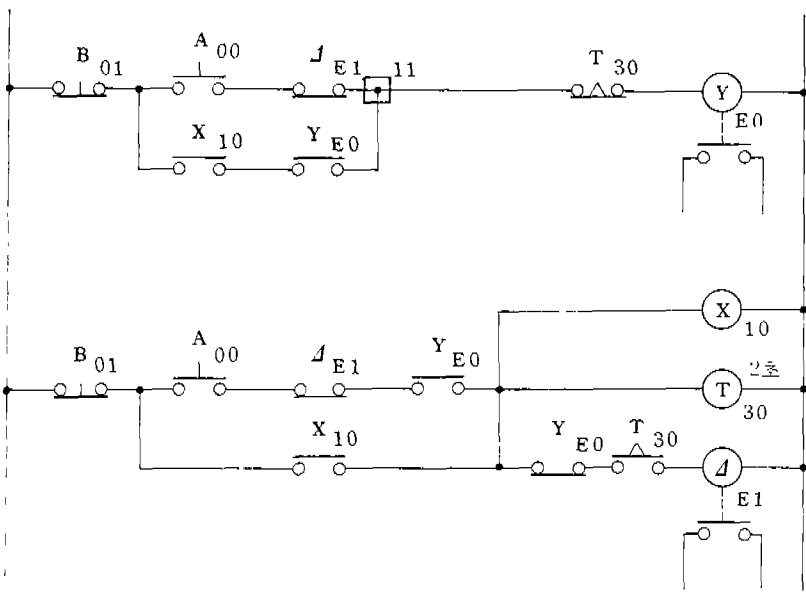 B 01 A 00 Δ E1 11 T 30 Y E0
X 10 Y E0
X 10
B 01 A 00 Δ E1 Y E0 T 2초 30
X 10 Y E0 T 30 Δ E1